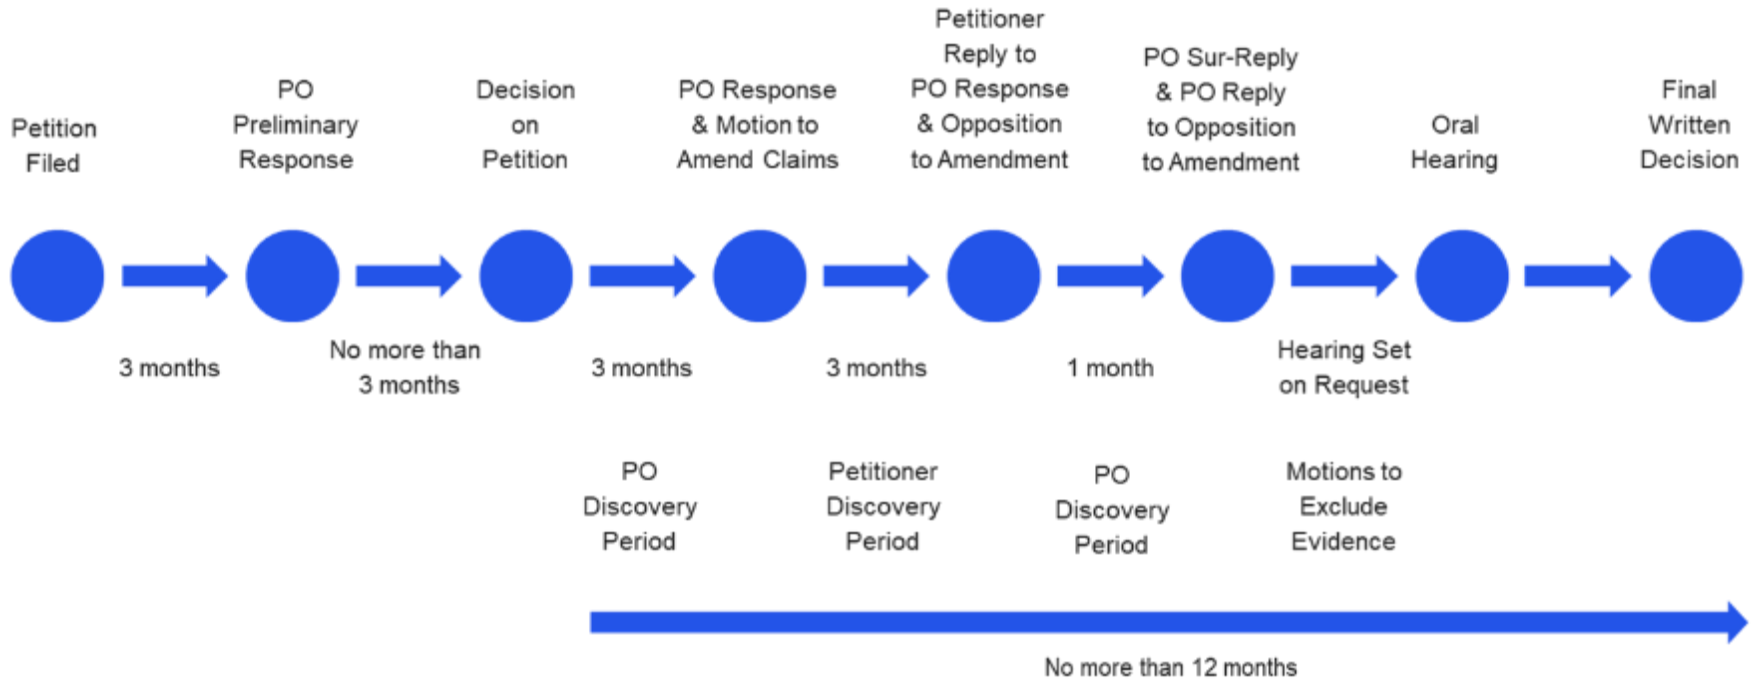 Petition
Filed
PO
Preliminary
Response
Decision
on
Petition
PO Response
& Motion to
Amend Claims
Petitioner
Reply to
PO Response
& Opposition
to Amendment
PO Sur-Reply
& PO Reply
to Opposition
to Amendment
Oral
Hearing
Final
Written
Decision
3 months
No more than
3 months
3 months
3 months
1 month
Hearing Set
on Request
PO
Discovery
Period
Petitioner
Discovery
Period
PO
Discovery
Period
Motions to
Exclude
Evidence
No more than 12 months